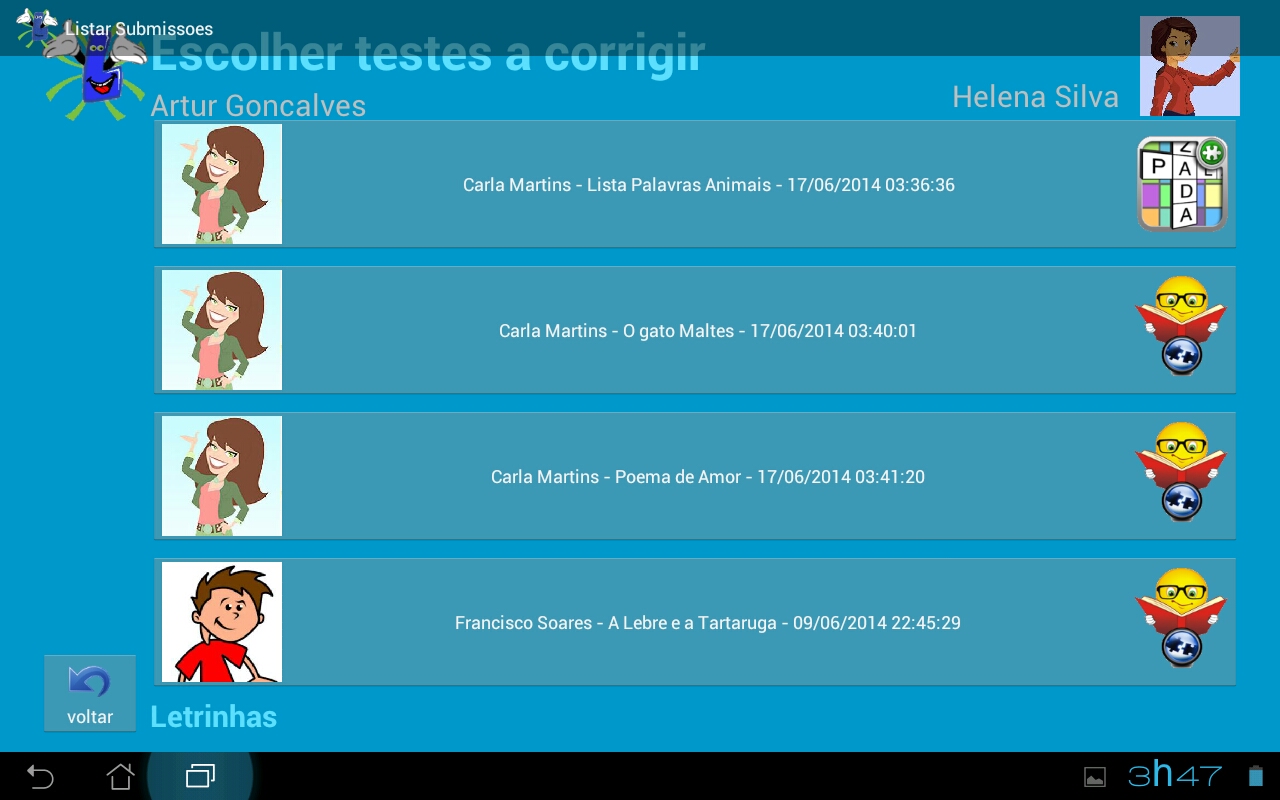 Listar Submissoes
Escolher testes a corrigir
Artur Goncalves
Helena Silva
Carla Martins - Lista Palavras Animais - 17/06/2014 03:36:36
P A L
D
A
Carla Martins - O gato Maltes - 17/06/2014 03:40:01
Carla Martins - Poema de Amor - 17/06/2014 03:41:20
Francisco Soares - A Lebre e a Tartaruga - 09/06/2014 22:45:29
voltar
Letrinhas
3h47